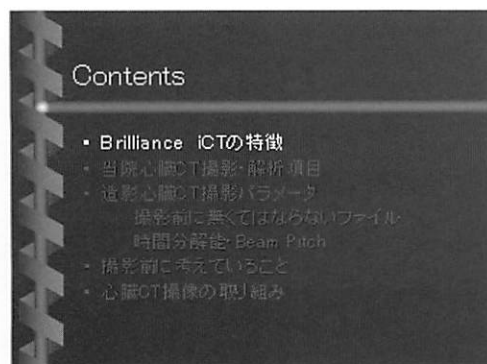 Contents
▪ Brilliance iCTの特徴
▪ 当院心臓CT撮影・解析項目
▪ 造影心臓CT撮影パラメータ
撮影前に無くてはならないファイル
時間分解能・Beam Pitch
▪ 撮影前に考えていること
▪ 心臓CT撮像の取り組み